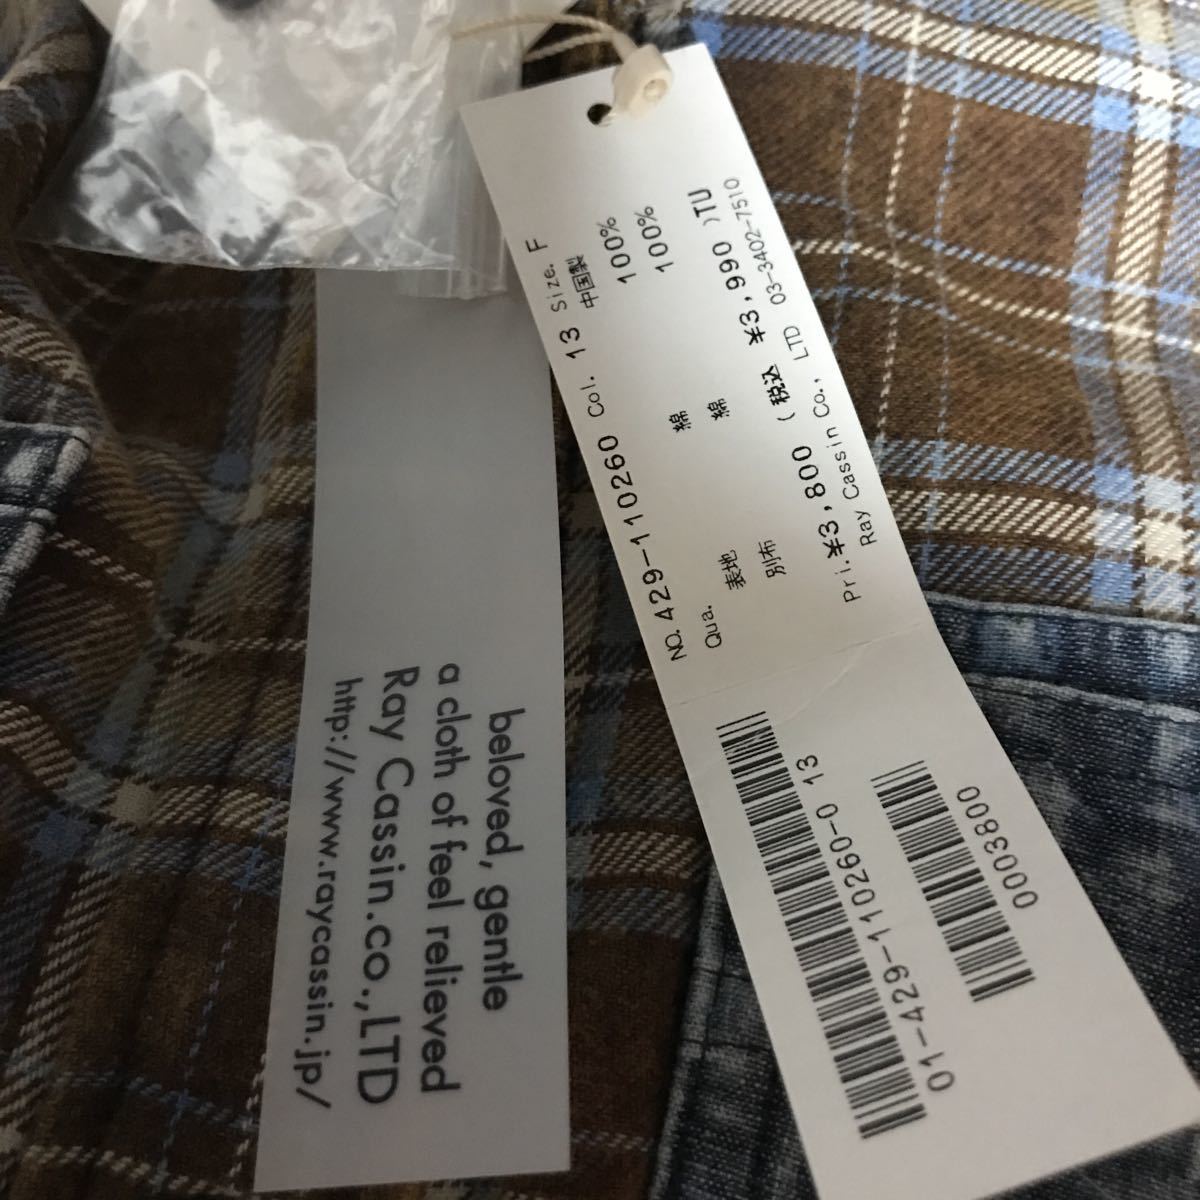 beloved, gentle
a cloth of feel relieved
Ray Cassin.co.,LTD
http://www.raycassin.jp/
NO. 429-110260 Col. 13 Size. F
中国製
Qua.
表地 綿 100%
別布 綿 100%
Pri.¥3,800 (税込 ¥3,990 )TU
Ray Cassin Co., LTD 03-3402-7510
01-429-110260-0 13
0003800